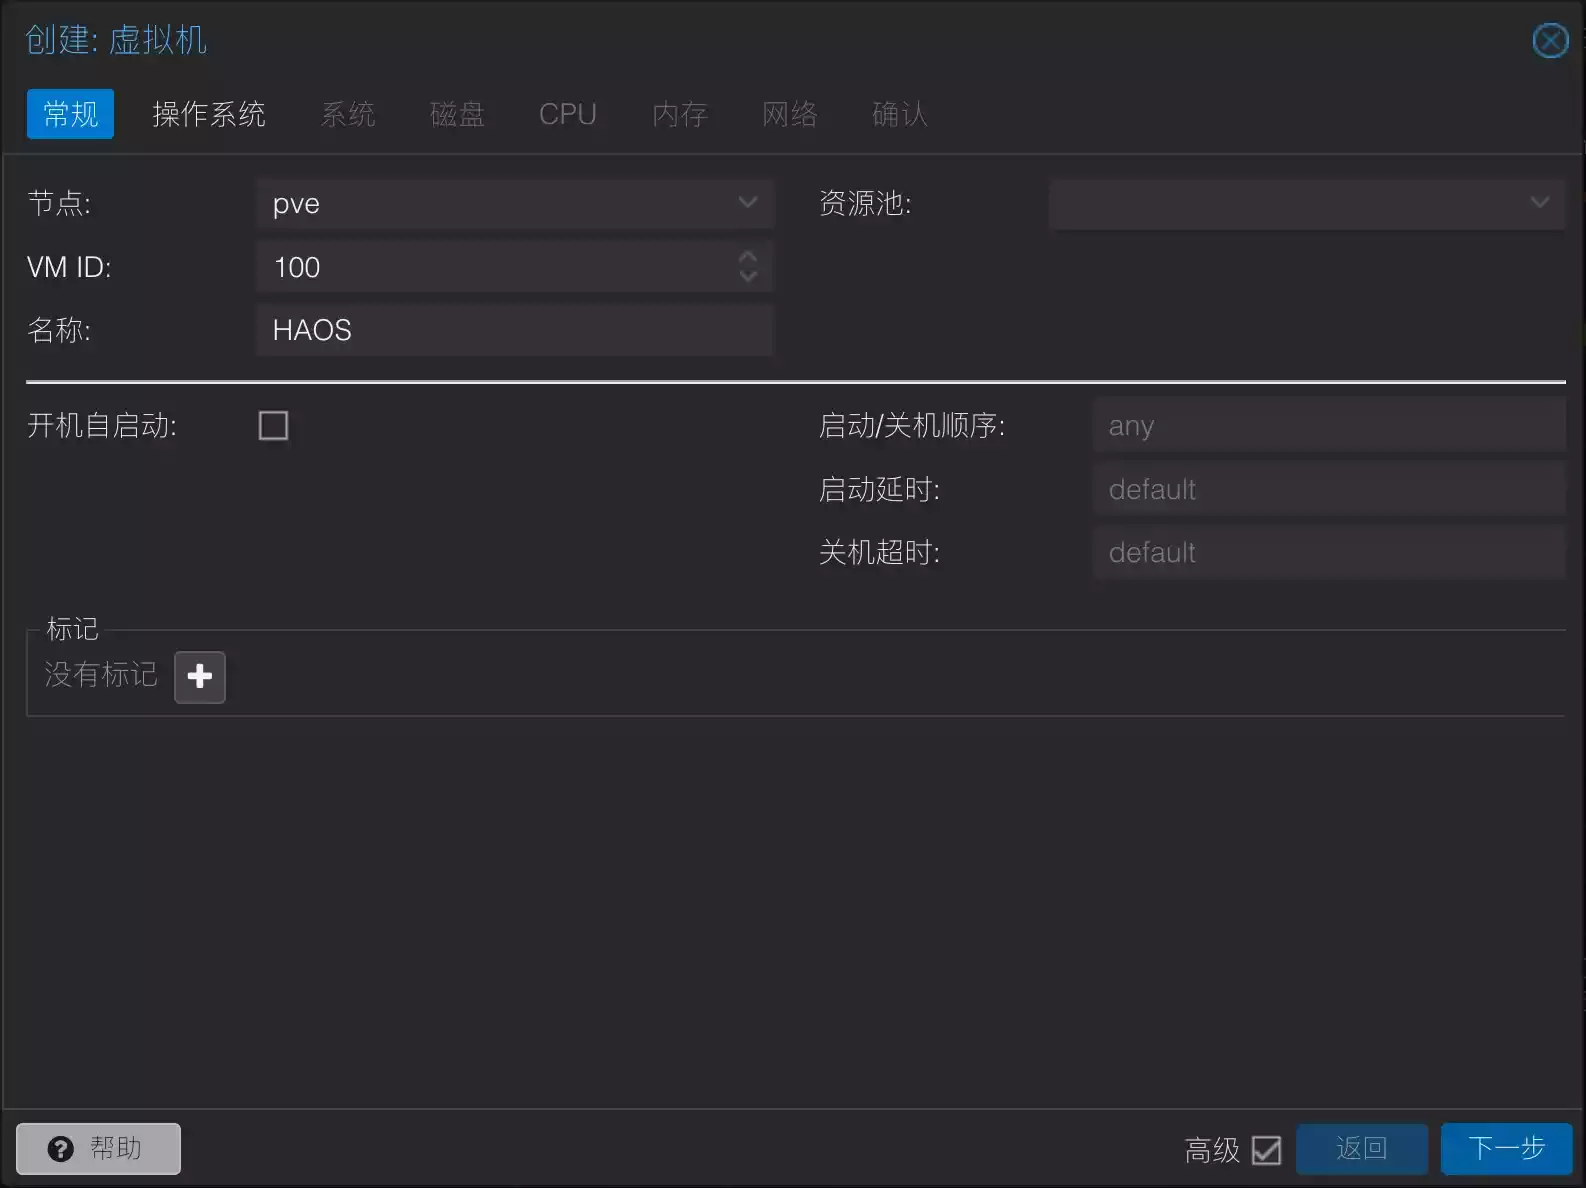 创建: 虚拟机
常规 操作系统 系统 磁盘 CPU 内存 网络 确认
节点: pve 资源池:
VM ID: 100
名称: HAOS
开机自启动: 启动/关机顺序: any
启动延时: default
关机超时: default
标记
没有标记
帮助 高级 返回 下一步